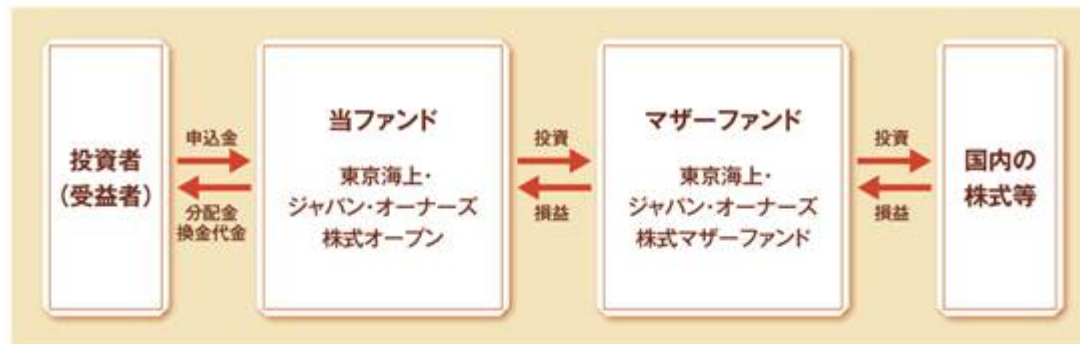 投資者
(受益者)
申込金
分配金
換金代金
当ファンド
東京海上・
ジャパン・オーナーズ
株式オープン
投資
損益
マザーファンド
東京海上・
ジャパン・オーナーズ
株式マザーファンド
投資
損益
国内の
株式等